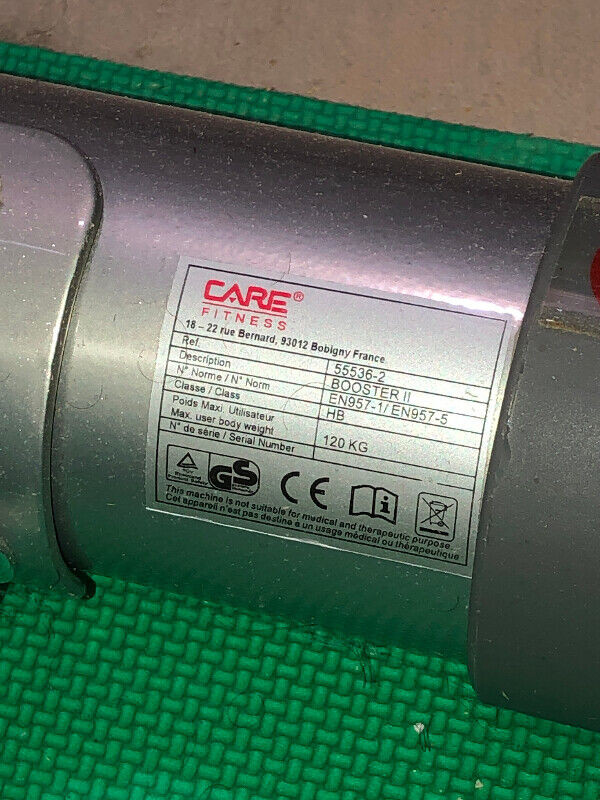 CARE®
FITNESS
18 – 22 rue Bernard, 93012 Bobigny France
Ref. 55536-2
Description BOOSTER II
N° Norme / N° Norm EN957-1/ EN957-5
Classe / Class HB
Poids Maxi. Utilisateur
Max. user body weight 120 KG
N° de série / Serial Number
TÜV GS CE i
Product Safety
This machine is not suitable for medical and therapeutic purpose.
Cet appareil n'est pas destiné à un usage médical ou thérapeutique